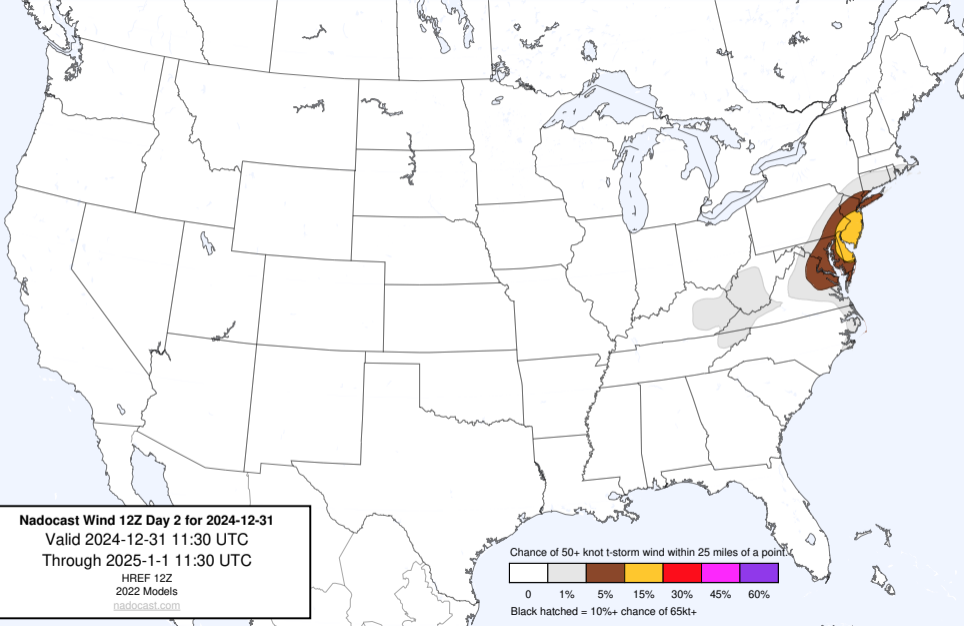 Nadocast Wind 12Z Day 2 for 2024-12-31
Valid 2024-12-31 11:30 UTC
Through 2025-1-1 11:30 UTC
HREF 12Z
2022 Models
nadocast.com
Chance of 50+ knot t-storm wind within 25 miles of a point.
0 1% 5% 15% 30% 45% 60%
Black hatched = 10%+ chance of 65kt+